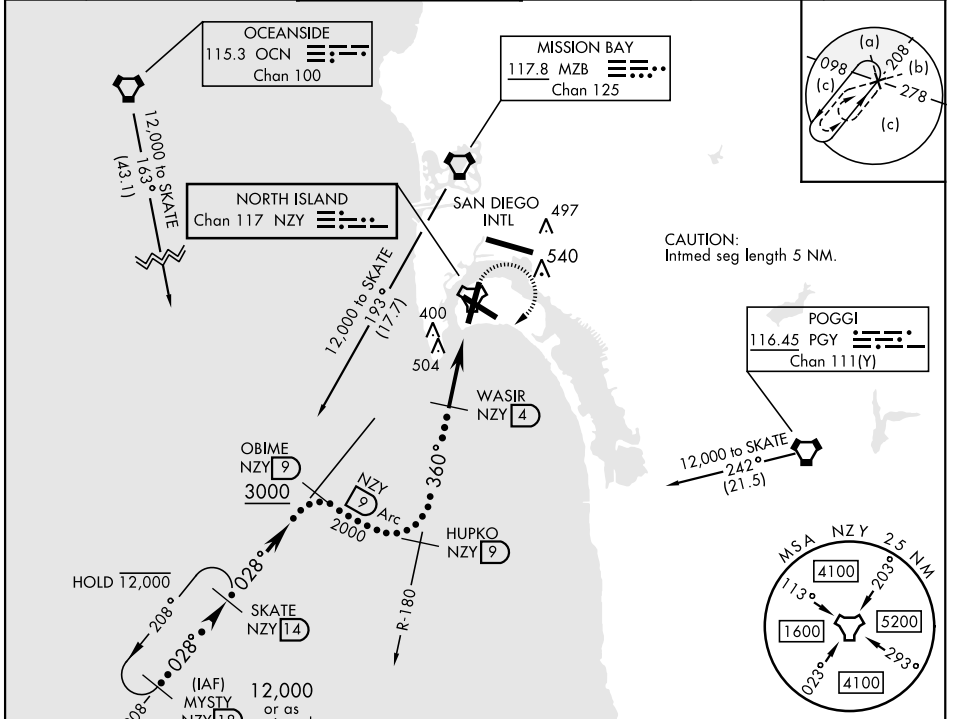 OCEANSIDE
115.3 OCN
Chan 100
MISSION BAY
117.8 MZB
Chan 125
(a)
098
208
(b)
(c)
278
(c)
12,000 to SKATE
163°
(43.1)
NORTH ISLAND
Chan 117 NZY
SAN DIEGO
INTL
497
540
CAUTION:
Intmed seg length 5 NM.
12,000 to SKATE
193°
(17.7)
400
504
POGGI
116.45 PGY
Chan 111(Y)
WASIR
NZY 4
12,000 to SKATE
242°
(21.5)
OBIME
NZY 9
3000
NZY
9 Arc
2000
360°
HUPKO
NZY 9
R-180
HOLD 12,000
208°
028°
SKATE
NZY 14
028°
(IAF)
MYSTY
NZY 18
12,000
or as
MSA NZY 25 NM
4100
113°
203°
1600
5200
023°
293°
4100